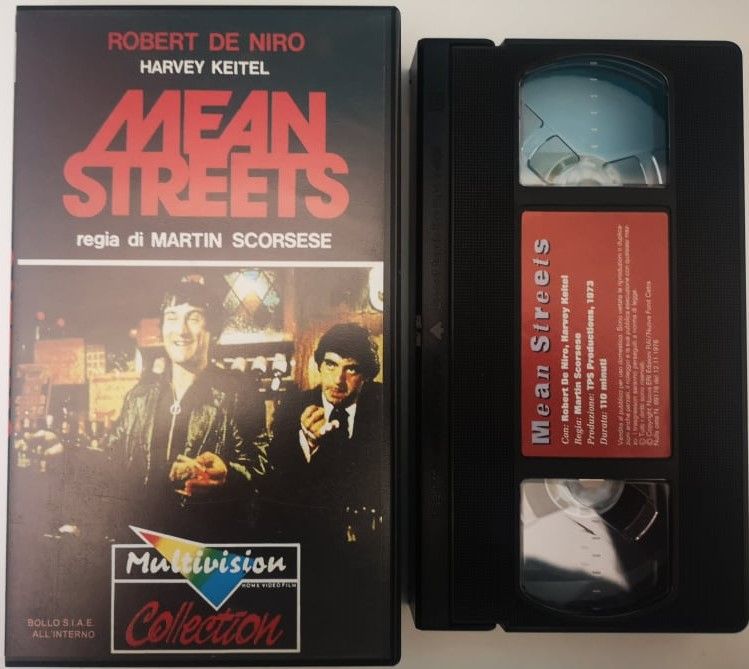 ROBERT DE NIRO
HARVEY KEITEL
MEAN
STREETS
regia di MARTIN SCORSESE
Multivision
HOME VIDEO FILM
Collection
BOLLO S.I.A.E.
ALL'INTERNO
Mean Streets
Con: Robert De Niro, Harvey Keitel
Regia: Martin Scorsese
Produzione: TPS Productions, 1973
Durata: 110 minuti